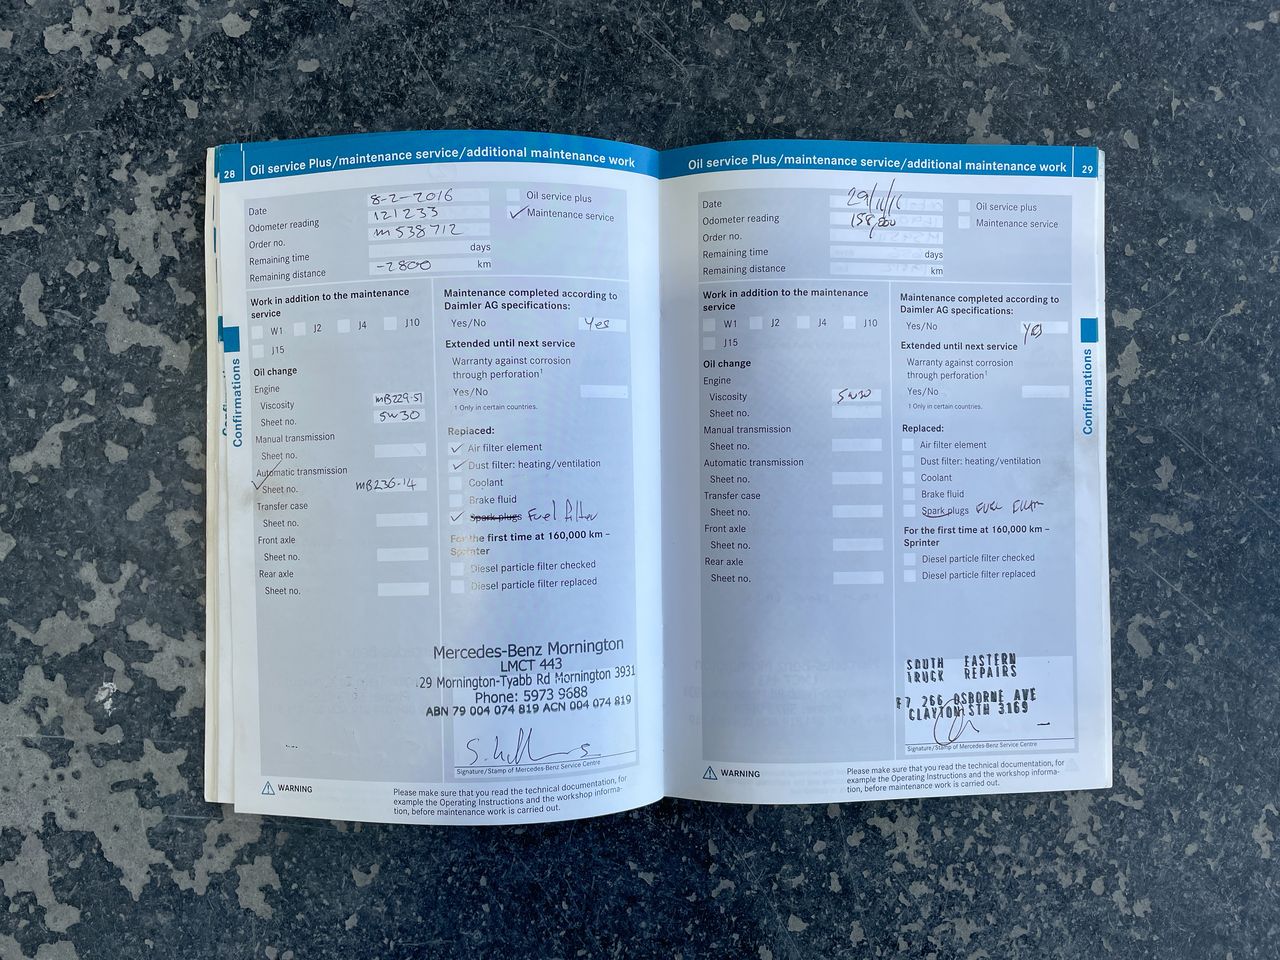 28 Oil service Plus/maintenance service/additional maintenance work
Date 8-2-2016
Oil service plus
Odometer reading 121233
Maintenance service
Order no. M538712
Remaining time days
Remaining distance -2800 km
Work in addition to the maintenance
service
W1 J2 J4 J10
J15
Oil change
Engine
Viscosity MB229-51
Sheet no. 5W30
Manual transmission
Sheet no.
Automatic transmission
Sheet no. MB236-14
Transfer case
Sheet no.
Front axle
Sheet no.
Rear axle
Sheet no.
Maintenance completed according to
Daimler AG specifications:
Yes/No Yes
Extended until next service
Warranty against corrosion
through perforation¹
Yes/No
1 Only in certain countries.
Replaced:
Air filter element
Dust filter: heating/ventilation
Coolant
Brake fluid
Spark plugs Fuel filter
For the first time at 160,000 km –
Sprinter
Diesel particle filter checked
Diesel particle filter replaced
Mercedes-Benz Mornington
LMCT 443
29 Mornington-Tyabb Rd Mornington 3931
Phone: 5973 9688
ABN 79 004 074 819 ACN 004 074 819
Signature/Stamp of Mercedes-Benz Service Centre
WARNING
Please make sure that you read the technical documentation, for
example the Operating Instructions and the workshop informa-
tion, before maintenance work is carried out.
Confirmations
Oil service Plus/maintenance service/additional maintenance work 29
Date 29/11/16
Oil service plus
Odometer reading 158,800
Maintenance service
Order no.
Remaining time days
Remaining distance km
Work in addition to the maintenance
service
W1 J2 J4 J10
J15
Oil change
Engine
Viscosity 5W30
Sheet no.
Manual transmission
Sheet no.
Automatic transmission
Sheet no.
Transfer case
Sheet no.
Front axle
Sheet no.
Rear axle
Sheet no.
Maintenance completed according to
Daimler AG specifications:
Yes/No Yes
Extended until next service
Warranty against corrosion
through perforation¹
Yes/No
1 Only in certain countries.
Replaced:
Air filter element
Dust filter: heating/ventilation
Coolant
Brake fluid
Spark plugs FUEL FILTER
For the first time at 160,000 km –
Sprinter
Diesel particle filter checked
Diesel particle filter replaced
SOUTH EASTERN
TRUCK REPAIRS
F7 266 OSBORNE AVE
CLAYTON STH 3169
Signature/Stamp of Mercedes-Benz Service Centre
WARNING
Please make sure that you read the technical documentation, for
example the Operating Instructions and the workshop informa-
tion, before maintenance work is carried out.
Confirmations